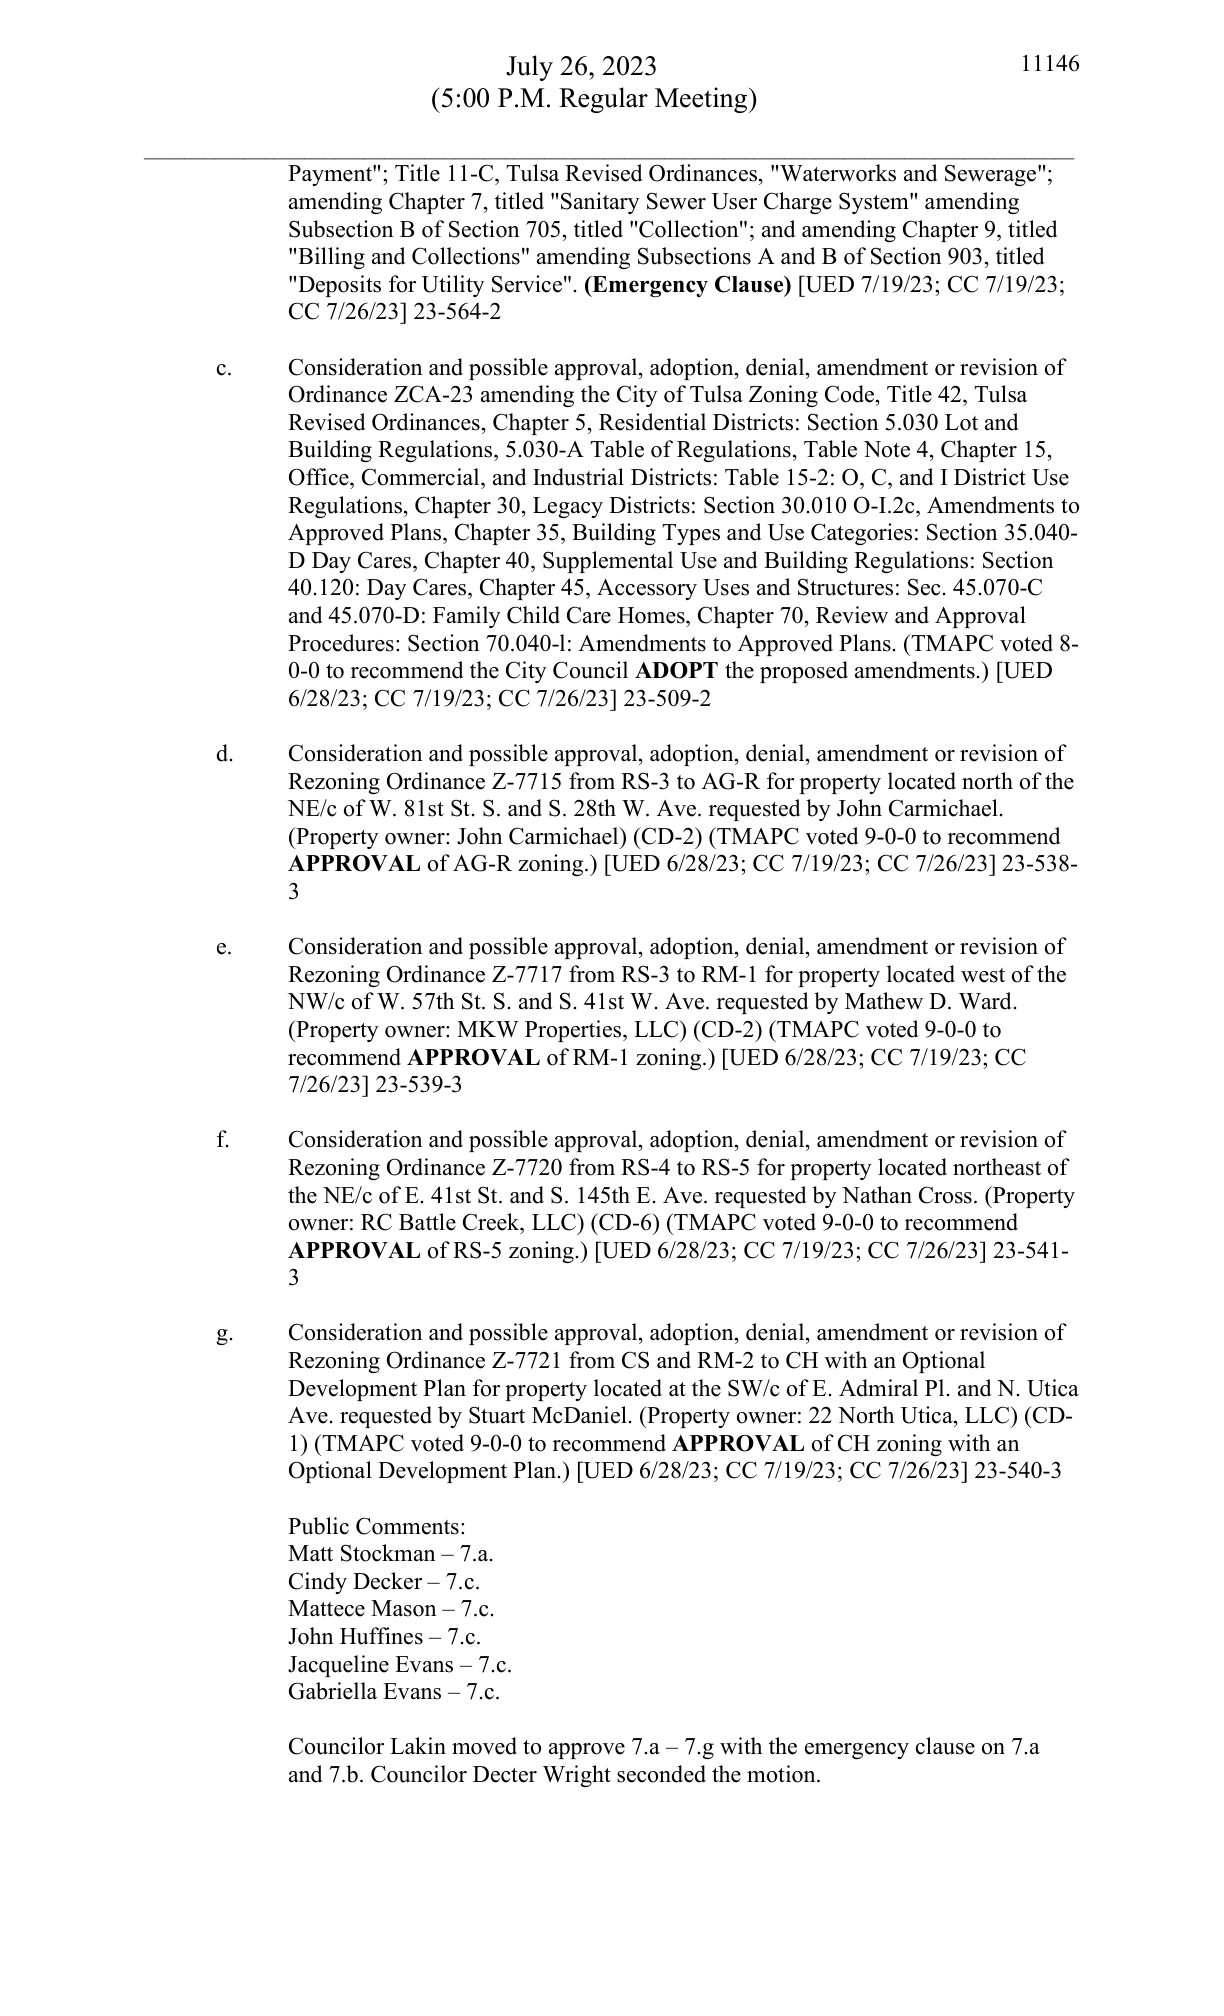 July 26, 2023
11146
(5:00 P.M. Regular Meeting)
Payment"; Title 11-C, Tulsa Revised Ordinances, "Waterworks and Sewerage";
amending Chapter 7, titled "Sanitary Sewer User Charge System" amending
Subsection B of Section 705, titled "Collection"; and amending Chapter 9, titled
"Billing and Collections" amending Subsections A and B of Section 903, titled
"Deposits for Utility Service". (Emergency Clause) [UED 7/19/23; CC 7/19/23;
CC 7/26/23] 23-564-2
c. Consideration and possible approval, adoption, denial, amendment or revision of
Ordinance ZCA-23 amending the City of Tulsa Zoning Code, Title 42, Tulsa
Revised Ordinances, Chapter 5, Residential Districts: Section 5.030 Lot and
Building Regulations, 5.030-A Table of Regulations, Table Note 4, Chapter 15,
Office, Commercial, and Industrial Districts: Table 15-2: O, C, and I District Use
Regulations, Chapter 30, Legacy Districts: Section 30.010 O-I.2c, Amendments to
Approved Plans, Chapter 35, Building Types and Use Categories: Section 35.040-
D Day Cares, Chapter 40, Supplemental Use and Building Regulations: Section
40.120: Day Cares, Chapter 45, Accessory Uses and Structures: Sec. 45.070-C
and 45.070-D: Family Child Care Homes, Chapter 70, Review and Approval
Procedures: Section 70.040-l: Amendments to Approved Plans. (TMAPC voted 8-
0-0 to recommend the City Council ADOPT the proposed amendments.) [UED
6/28/23; CC 7/19/23; CC 7/26/23] 23-509-2
d. Consideration and possible approval, adoption, denial, amendment or revision of
Rezoning Ordinance Z-7715 from RS-3 to AG-R for property located north of the
NE/c of W. 81st St. S. and S. 28th W. Ave. requested by John Carmichael.
(Property owner: John Carmichael) (CD-2) (TMAPC voted 9-0-0 to recommend
APPROVAL of AG-R zoning.) [UED 6/28/23; CC 7/19/23; CC 7/26/23] 23-538-
3
e. Consideration and possible approval, adoption, denial, amendment or revision of
Rezoning Ordinance Z-7717 from RS-3 to RM-1 for property located west of the
NW/c of W. 57th St. S. and S. 41st W. Ave. requested by Mathew D. Ward.
(Property owner: MKW Properties, LLC) (CD-2) (TMAPC voted 9-0-0 to
recommend APPROVAL of RM-1 zoning.) [UED 6/28/23; CC 7/19/23; CC
7/26/23] 23-539-3
f. Consideration and possible approval, adoption, denial, amendment or revision of
Rezoning Ordinance Z-7720 from RS-4 to RS-5 for property located northeast of
the NE/c of E. 41st St. and S. 145th E. Ave. requested by Nathan Cross. (Property
owner: RC Battle Creek, LLC) (CD-6) (TMAPC voted 9-0-0 to recommend
APPROVAL of RS-5 zoning.) [UED 6/28/23; CC 7/19/23; CC 7/26/23] 23-541-
3
g. Consideration and possible approval, adoption, denial, amendment or revision of
Rezoning Ordinance Z-7721 from CS and RM-2 to CH with an Optional
Development Plan for property located at the SW/c of E. Admiral Pl. and N. Utica
Ave. requested by Stuart McDaniel. (Property owner: 22 North Utica, LLC) (CD-
1) (TMAPC voted 9-0-0 to recommend APPROVAL of CH zoning with an
Optional Development Plan.) [UED 6/28/23; CC 7/19/23; CC 7/26/23] 23-540-3
Public Comments:
Matt Stockman – 7.a.
Cindy Decker – 7.c.
Mattece Mason – 7.c.
John Huffines – 7.c.
Jacqueline Evans – 7.c.
Gabriella Evans – 7.c.
Councilor Lakin moved to approve 7.a – 7.g with the emergency clause on 7.a
and 7.b. Councilor Decter Wright seconded the motion.